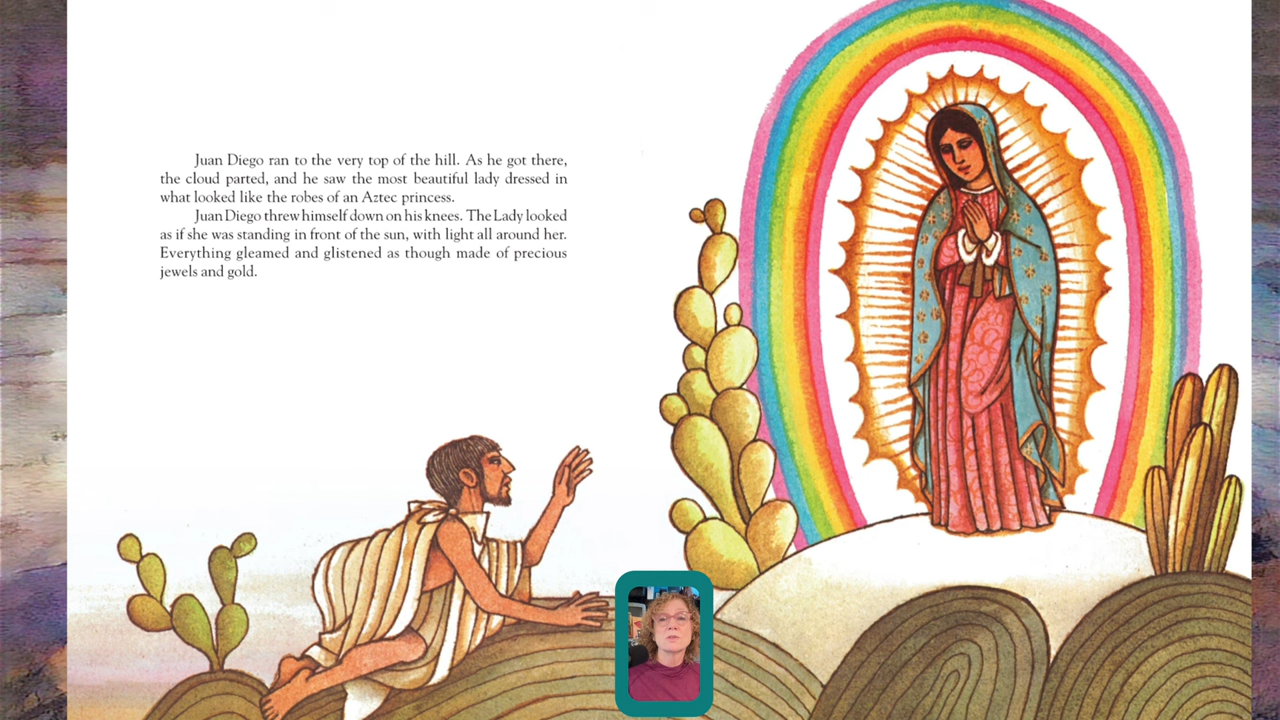 Juan Diego ran to the very top of the hill. As he got there,
the cloud parted, and he saw the most beautiful lady dressed in
what looked like the robes of an Aztec princess.
Juan Diego threw himself down on his knees. The Lady looked
as if she was standing in front of the sun, with light all around her.
Everything gleamed and glistened as though made of precious
jewels and gold.